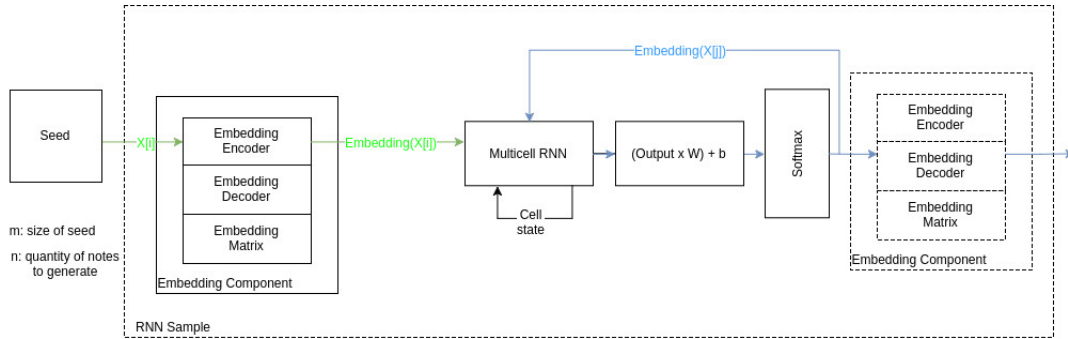 Seed
m: size of seed
n: quantity of notes
to generate
X[i]
Embedding
Encoder
Embedding
Decoder
Embedding
Matrix
Embedding Component
Embedding(X[i])
Embedding(X[j])
Multicell RNN
Cell
state
(Output x W) + b
Softmax
Embedding
Encoder
Embedding
Decoder
Embedding
Matrix
Embedding Component
RNN Sample